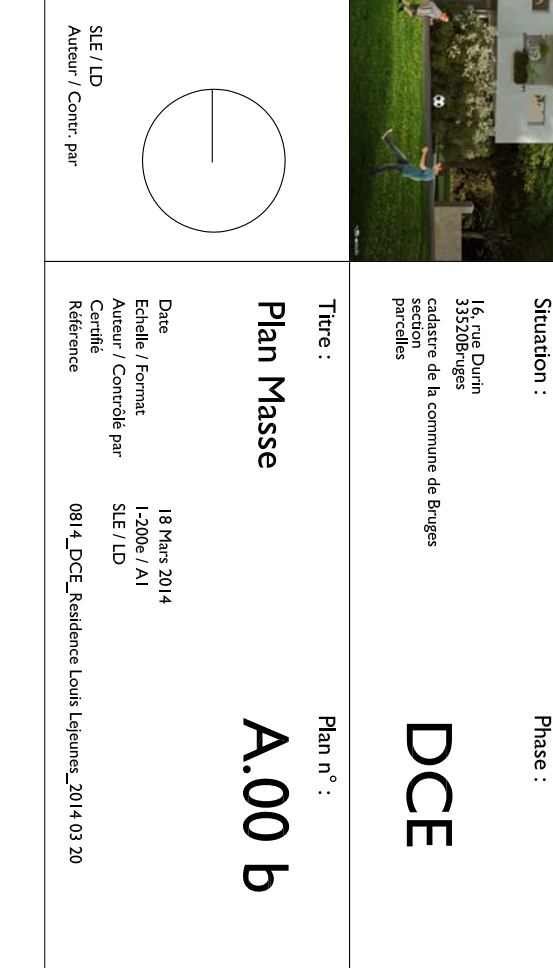 Situation :
16, rue Durin
33520Bruges
cadastre de la commune de Bruges
section
parcelles
Phase :
DCE
Titre :
Plan Masse
Plan n° :
A.00 b
Date 18 Mars 2014
Echelle / Format 1-200e / A1
Auteur / Contrôlé par SLE / LD
Certifié
Référence 0814_DCE_Residence Louis Lejeunes_2014 03 20
SLE / LD
Auteur / Contr. par